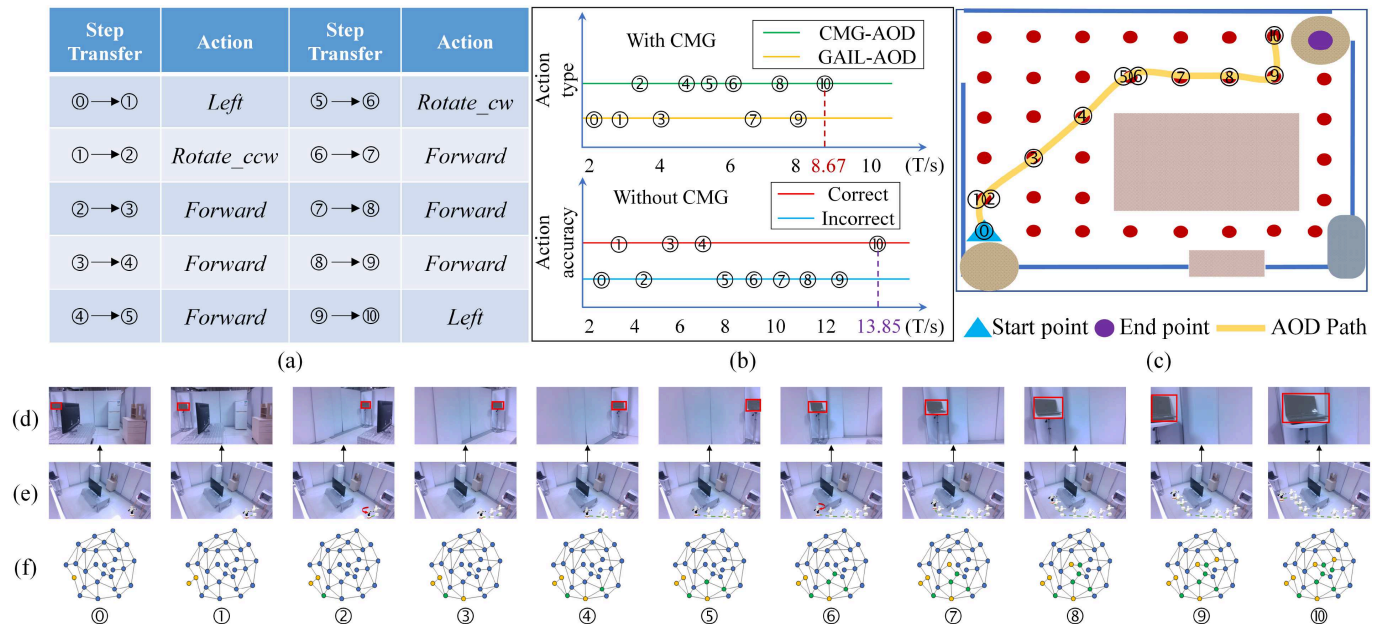 Step Transfer Action Step Transfer Action
⓪→① Left ⑤→⑥ Rotate_cw
①→② Rotate_ccw ⑥→⑦ Forward
②→③ Forward ⑦→⑧ Forward
③→④ Forward ⑧→⑨ Forward
④→⑤ Forward ⑨→⑩ Left
(a)
With CMG
CMG-AOD
GAIL-AOD
Action type
② ④ ⑤ ⑥ ⑧ ⑩
⓪ ① ③ ⑦ ⑨
2 4 6 8 8.67 10 (T/s)
Without CMG
Correct
Incorrect
Action accuracy
① ③ ④ ⑩
⓪ ② ⑤ ⑥ ⑦ ⑧ ⑨
2 4 6 8 10 12 13.85 (T/s)
(b)
⑩
⑤ ⑥ ⑦ ⑧ ⑨
④
③
① ②
⓪
Start point End point AOD Path
(c)
(d)
(e)
(f)
⓪ ① ② ③ ④ ⑤ ⑥ ⑦ ⑧ ⑨ ⑩